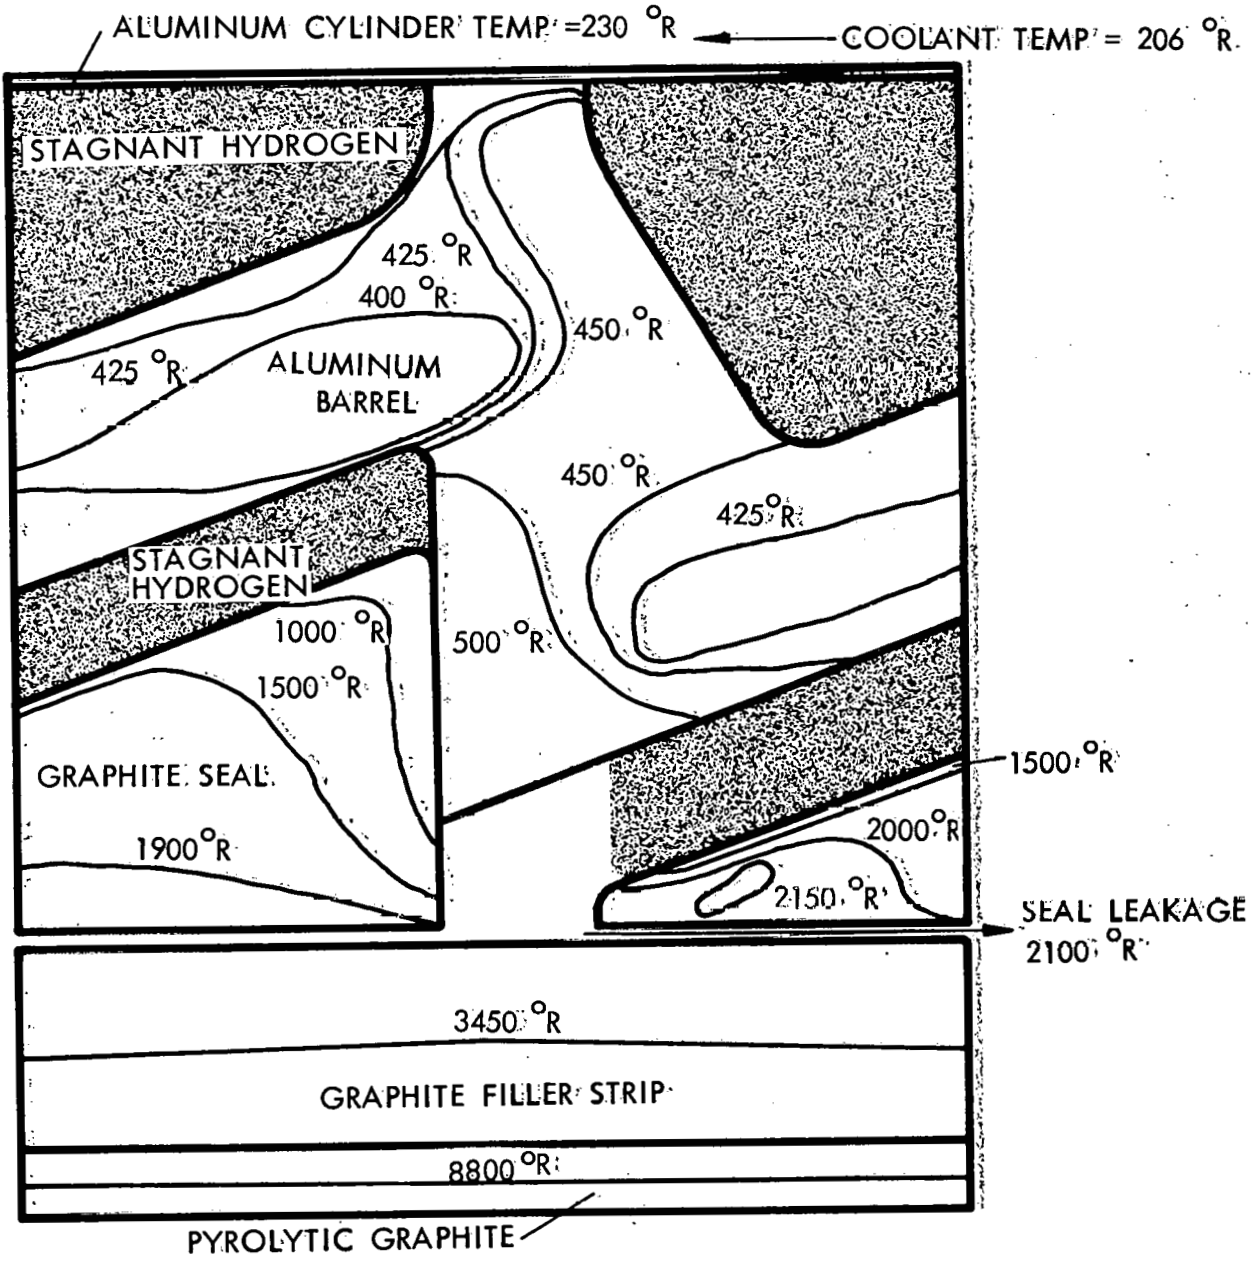 ALUMINUM CYLINDER TEMP =230 °R
COOLANT TEMP = 206 °R
STAGNANT HYDROGEN
425 °R
400 °R
450 °R
425 °R
ALUMINUM
BARREL
450 °R
425 °R
STAGNANT
HYDROGEN
1000 °R
500 °R
1500 °R
GRAPHITE SEAL
1500 °R
1900 °R
2000 °R
2150 °R
SEAL LEAKAGE
2100 °R
3450 °R
GRAPHITE FILLER STRIP
8800 °R
PYROLYTIC GRAPHITE